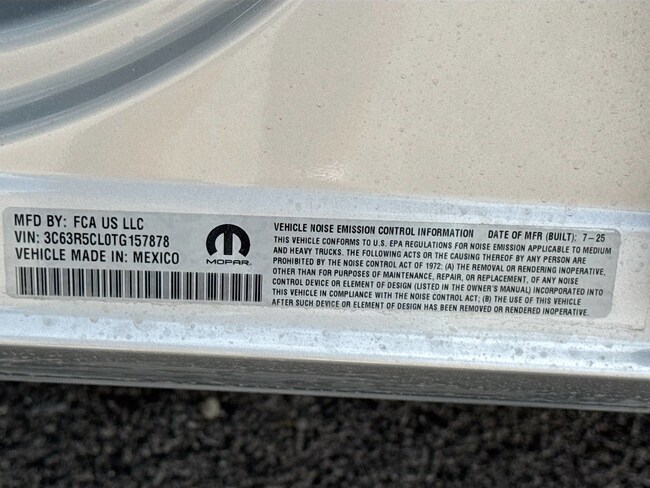 MFD BY: FCA US LLC
VIN: 3C63R5CL0TG157878
VEHICLE MADE IN: MEXICO
MOPAR.
VEHICLE NOISE EMISSION CONTROL INFORMATION DATE OF MFR (BUILT): 7-25
THIS VEHICLE CONFORMS TO U.S. EPA REGULATIONS FOR NOISE EMISSION APPLICABLE TO MEDIUM
AND HEAVY TRUCKS. THE FOLLOWING ACTS OR THE CAUSING THEREOF BY ANY PERSON ARE
PROHIBITED BY THE NOISE CONTROL ACT OF 1972: (A) THE REMOVAL OR RENDERING INOPERATIVE,
OTHER THAN FOR PURPOSES OF MAINTENANCE, REPAIR, OR REPLACEMENT, OF ANY NOISE
CONTROL DEVICE OR ELEMENT OF DESIGN (LISTED IN THE OWNER'S MANUAL) INCORPORATED INTO
THIS VEHICLE IN COMPLIANCE WITH THE NOISE CONTROL ACT; (B) THE USE OF THIS VEHICLE
AFTER SUCH DEVICE OR ELEMENT OF DESIGN HAS BEEN REMOVED OR RENDERED INOPERATIVE.